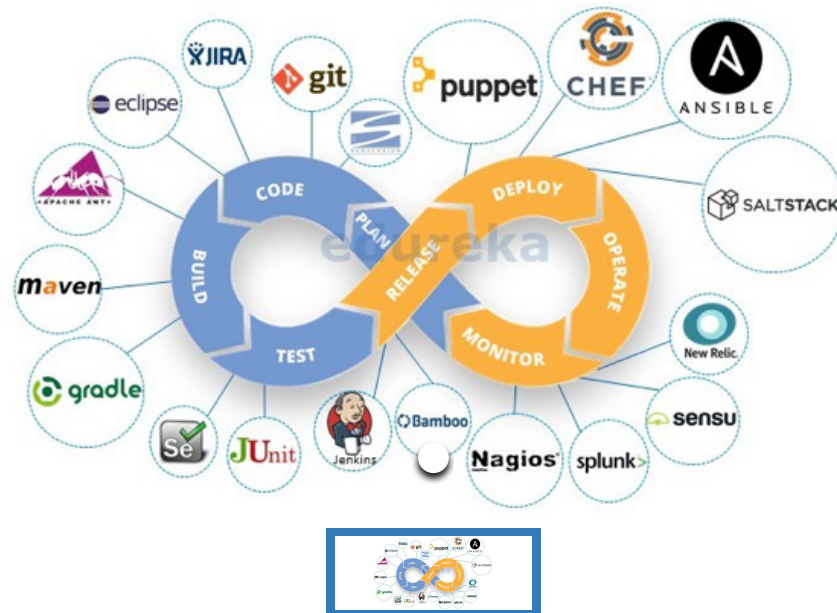 JIRA
git
eclipse
SUBVERSION
puppet
CHEF
ANSIBLE
<APACHE ANT>
SALTSTACK
CODE
PLAN
DEPLOY
edureka
BUILD
RELEASE
OPERATE
maven
TEST
MONITOR
New Relic.
gradle
Se
JUnit
Jenkins
Bamboo
Nagios®
splunk>
sensu